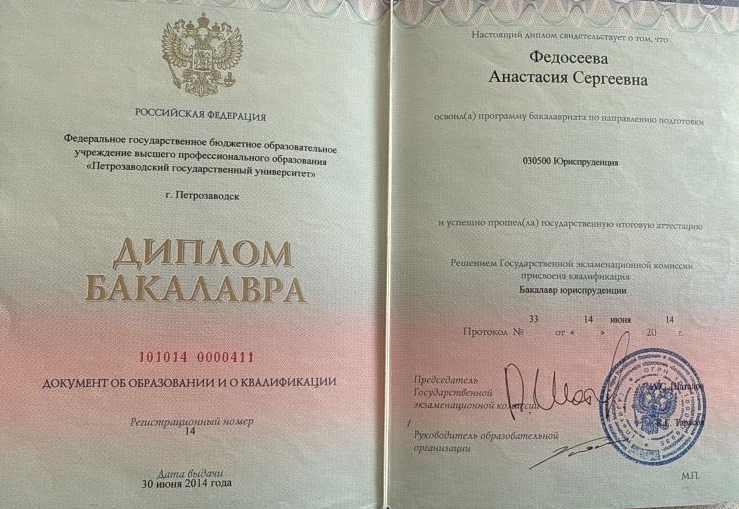 РОССИЙСКАЯ ФЕДЕРАЦИЯ
Федеральное государственное бюджетное образовательное
учреждение высшего профессионального образования
«Петрозаводский государственный университет»
г. Петрозаводск
ДИПЛОМ
БАКАЛАВРА
101014 0000411
ДОКУМЕНТ ОБ ОБРАЗОВАНИИ И О КВАЛИФИКАЦИИ
Регистрационный номер
14
Дата выдачи
30 июня 2014 года
Настоящий диплом свидетельствует о том, что
Федосеева
Анастасия Сергеевна
освоил(а) программу бакалавриата по направлению подготовки
030500 Юриспруденция
и успешно прошел(ла) государственную итоговую аттестацию
Решением Государственной экзаменационной комиссии
присвоена квалификация
Бакалавр юриспруденции
33 14 июня 14
Протокол № от « » 20 г.
Председатель
Государственной
экзаменационной комиссии
Руководитель образовательной
организации
М.П.
ОГРН